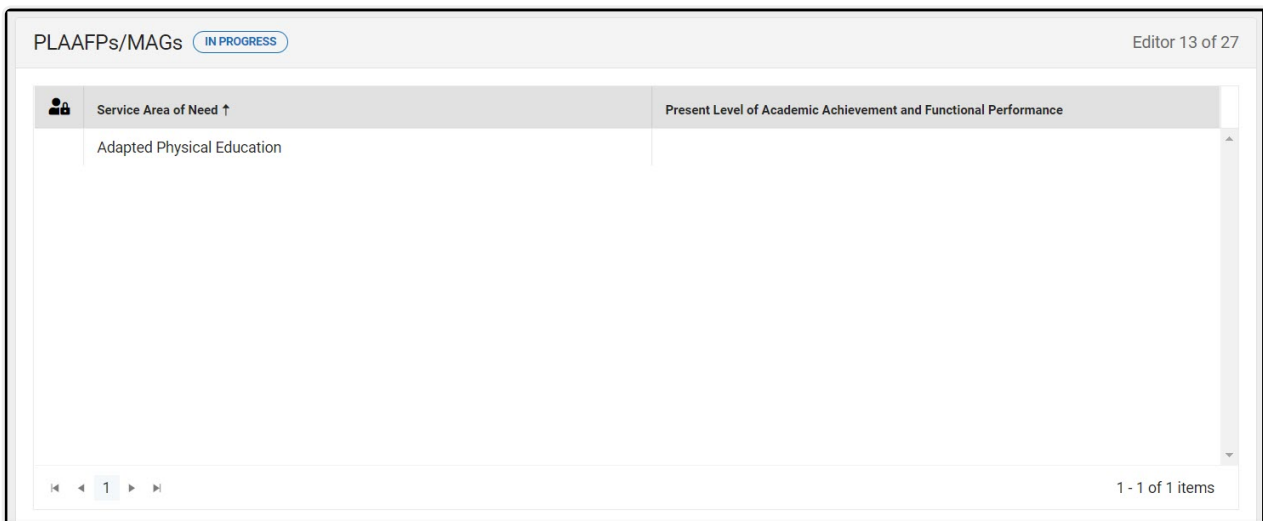 PLAAFPs/MAGs IN PROGRESS Editor 13 of 27
Service Area of Need ↑ Present Level of Academic Achievement and Functional Performance
Adapted Physical Education
1 1 - 1 of 1 items